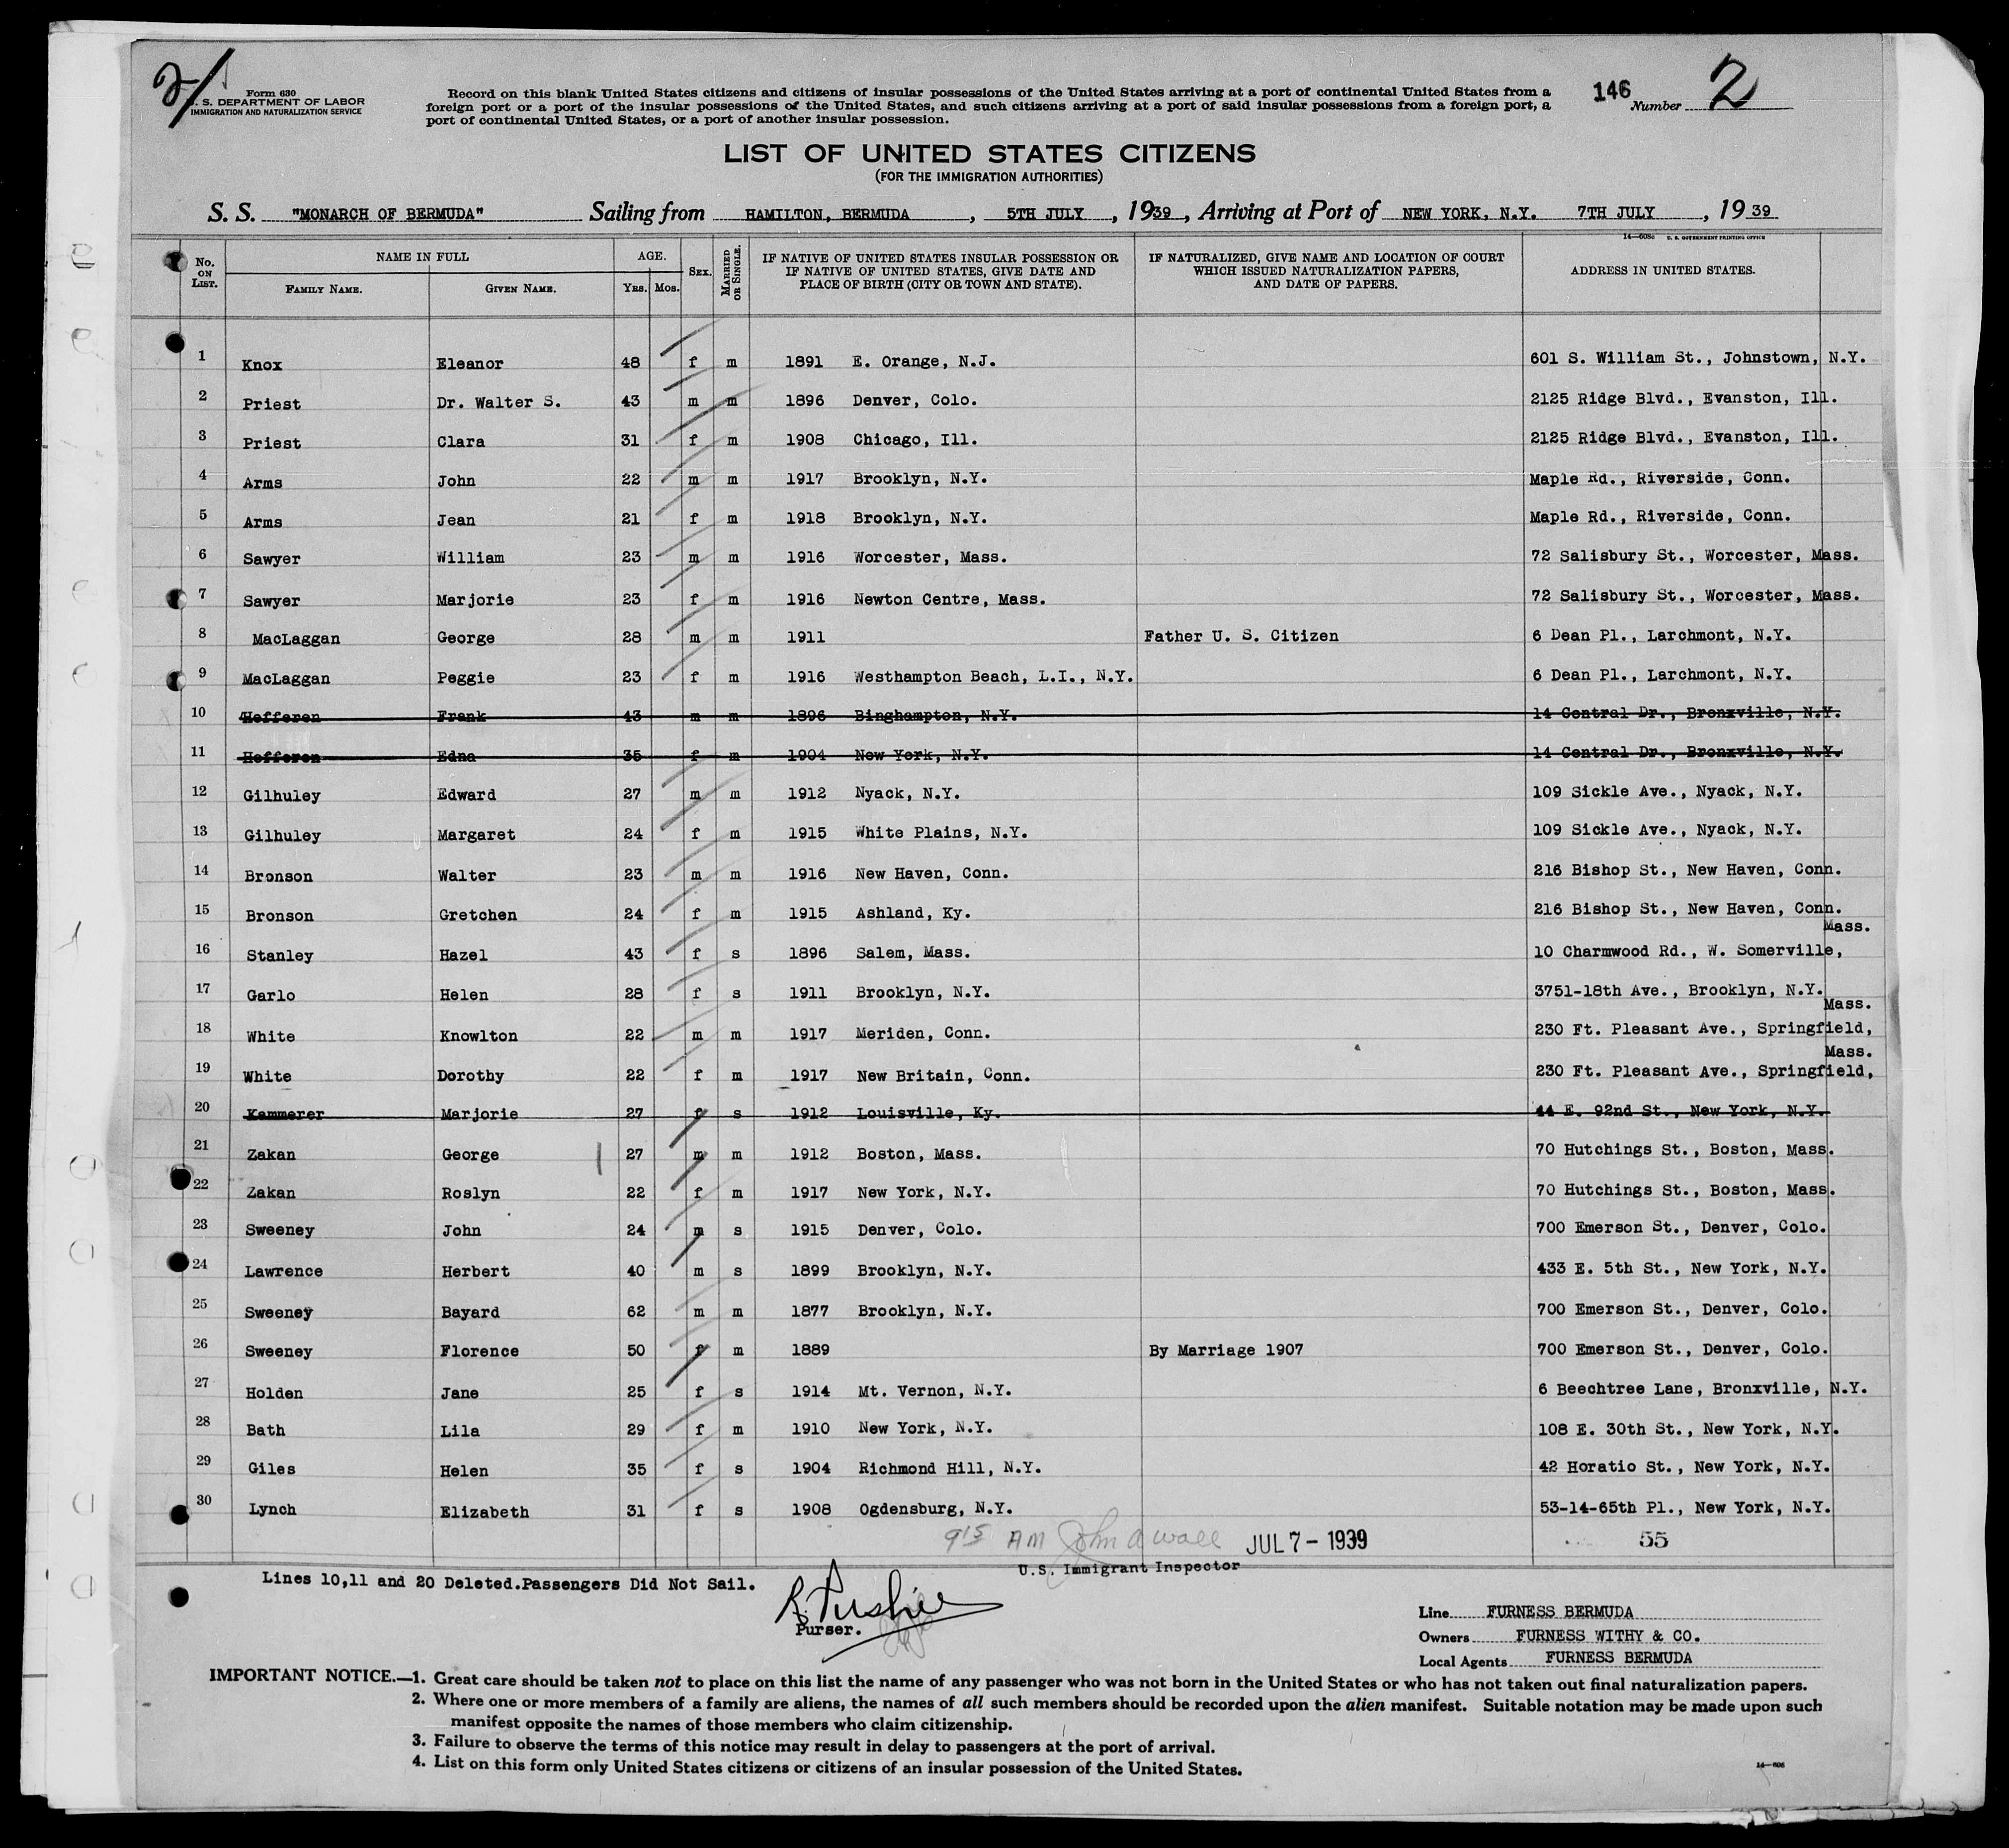 2/
Form 630
U. S. DEPARTMENT OF LABOR
IMMIGRATION AND NATURALIZATION SERVICE
Record on this blank United States citizens and citizens of insular possessions of the United States arriving at a port of continental United States from a
foreign port or a port of the insular possessions of the United States, and such citizens arriving at a port of said insular possessions from a foreign port, a
port of continental United States, or a port of another insular possession.
146 Number 2
LIST OF UNITED STATES CITIZENS
(FOR THE IMMIGRATION AUTHORITIES)
S. S. "MONARCH OF BERMUDA" Sailing from HAMILTON, BERMUDA, 5TH JULY, 1939, Arriving at Port of NEW YORK, N.Y. 7TH JULY, 1939
14—608c U. S. GOVERNMENT PRINTING OFFICE
No. ON LIST. NAME IN FULL AGE. SEX. MARRIED OR SINGLE. IF NATIVE OF UNITED STATES INSULAR POSSESSION OR IF NATIVE OF UNITED STATES, GIVE DATE AND PLACE OF BIRTH (CITY OR TOWN AND STATE). IF NATURALIZED, GIVE NAME AND LOCATION OF COURT WHICH ISSUED NATURALIZATION PAPERS, AND DATE OF PAPERS. ADDRESS IN UNITED STATES.
FAMILY NAME. GIVEN NAME. YRS. MOS.
1 Knox Eleanor 48 f m 1891 E. Orange, N.J. 601 S. William St., Johnstown, N.Y.
2 Priest Dr. Walter S. 43 m m 1896 Denver, Colo. 2125 Ridge Blvd., Evanston, Ill.
3 Priest Clara 31 f m 1908 Chicago, Ill. 2125 Ridge Blvd., Evanston, Ill.
4 Arms John 22 m m 1917 Brooklyn, N.Y. Maple Rd., Riverside, Conn.
5 Arms Jean 21 f m 1918 Brooklyn, N.Y. Maple Rd., Riverside, Conn.
6 Sawyer William 23 m m 1916 Worcester, Mass. 72 Salisbury St., Worcester, Mass.
7 Sawyer Marjorie 23 f m 1916 Newton Centre, Mass. 72 Salisbury St., Worcester, Mass.
8 MacLaggan George 28 m m 1911 Father U. S. Citizen 6 Dean Pl., Larchmont, N.Y.
9 MacLaggan Peggie 23 f m 1916 Westhampton Beach, L.I., N.Y. 6 Dean Pl., Larchmont, N.Y.
10 Hefferen Frank 43 m m 1896 Binghampton, N.Y. 14 Central Dr., Bronxville, N.Y.
11 Hefferen Edna 35 f m 1904 New York, N.Y. 14 Central Dr., Bronxville, N.Y.
12 Gilhuley Edward 27 m m 1912 Nyack, N.Y. 109 Sickle Ave., Nyack, N.Y.
13 Gilhuley Margaret 24 f m 1915 White Plains, N.Y. 109 Sickle Ave., Nyack, N.Y.
14 Bronson Walter 23 m m 1916 New Haven, Conn. 216 Bishop St., New Haven, Conn.
15 Bronson Gretchen 24 f m 1915 Ashland, Ky. 216 Bishop St., New Haven, Conn.
Mass.
16 Stanley Hazel 43 f s 1896 Salem, Mass. 10 Charmwood Rd., W. Somerville,
17 Garlo Helen 28 f s 1911 Brooklyn, N.Y. 3751-18th Ave., Brooklyn, N.Y.
Mass.
18 White Knowlton 22 m m 1917 Meriden, Conn. 230 Ft. Pleasant Ave., Springfield,
Mass.
19 White Dorothy 22 f m 1917 New Britain, Conn. 230 Ft. Pleasant Ave., Springfield,
20 Kammerer Marjorie 27 f s 1912 Louisville, Ky. 44 E. 92nd St., New York, N.Y.
21 Zakan George 27 m m 1912 Boston, Mass. 70 Hutchings St., Boston, Mass.
22 Zakan Roslyn 22 f m 1917 New York, N.Y. 70 Hutchings St., Boston, Mass.
23 Sweeney John 24 m s 1915 Denver, Colo. 700 Emerson St., Denver, Colo.
24 Lawrence Herbert 40 m s 1899 Brooklyn, N.Y. 433 E. 5th St., New York, N.Y.
25 Sweeney Bayard 62 m m 1877 Brooklyn, N.Y. 700 Emerson St., Denver, Colo.
26 Sweeney Florence 50 f m 1889 By Marriage 1907 700 Emerson St., Denver, Colo.
27 Holden Jane 25 f s 1914 Mt. Vernon, N.Y. 6 Beechtree Lane, Bronxville, N.Y.
28 Bath Lila 29 f m 1910 New York, N.Y. 108 E. 30th St., New York, N.Y.
29 Giles Helen 35 f s 1904 Richmond Hill, N.Y. 42 Horatio St., New York, N.Y.
30 Lynch Elizabeth 31 f s 1908 Ogdensburg, N.Y. 53-14-65th Pl., New York, N.Y.
9 15 AM John A Wall JUL 7 - 1939 55
U.S. Immigrant Inspector
Lines 10,11 and 20 Deleted.Passengers Did Not Sail.
Purser.
Line FURNESS BERMUDA
Owners FURNESS WITHY & CO.
Local Agents FURNESS BERMUDA
IMPORTANT NOTICE.—1. Great care should be taken not to place on this list the name of any passenger who was not born in the United States or who has not taken out final naturalization papers.
2. Where one or more members of a family are aliens, the names of all such members should be recorded upon the alien manifest. Suitable notation may be made upon such
manifest opposite the names of those members who claim citizenship.
3. Failure to observe the terms of this notice may result in delay to passengers at the port of arrival.
4. List on this form only United States citizens or citizens of an insular possession of the United States.
14—608